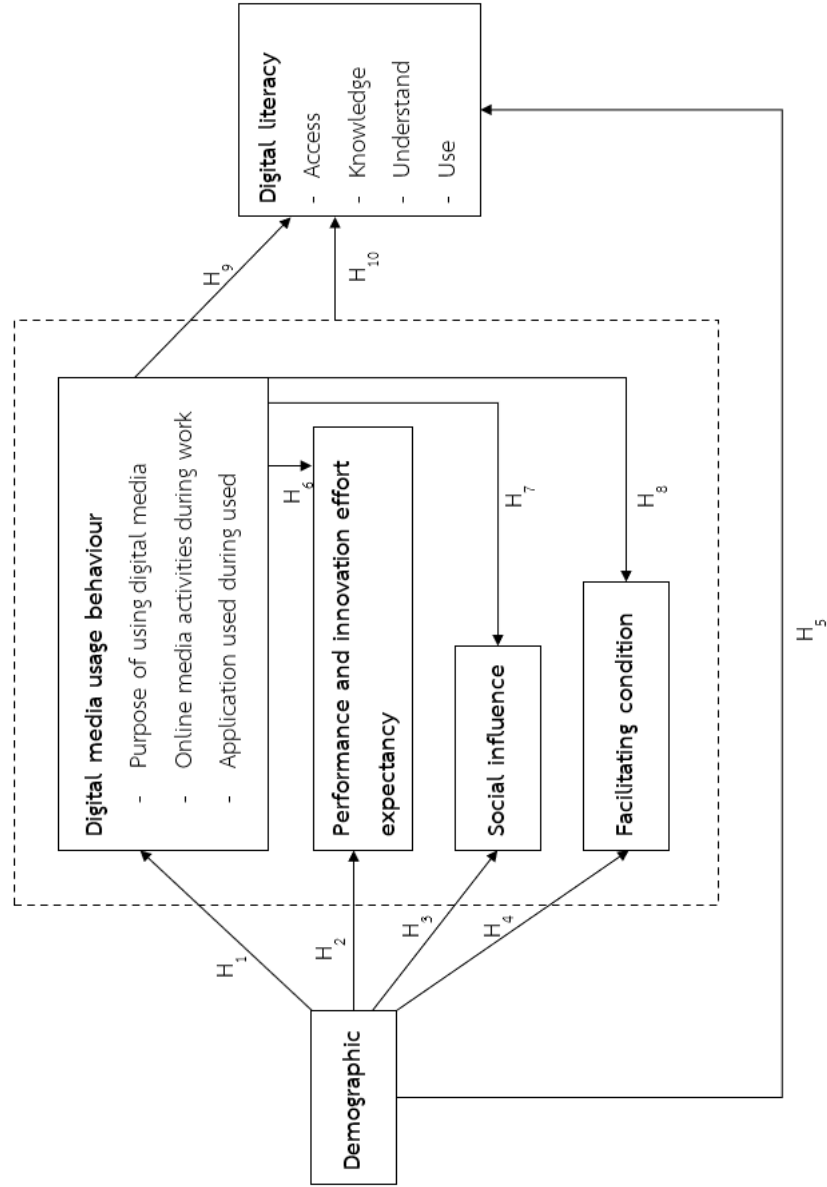 Demographic
H1
H2
H3
H4
Digital media usage behaviour
- Purpose of using digital media
- Online media activities during work
- Application used during used
Performance and innovation effort
expectancy
Social influence
Facilitating condition
H6
H7
H8
H9
H10
H5
Digital literacy
- Access
- Knowledge
- Understand
- Use